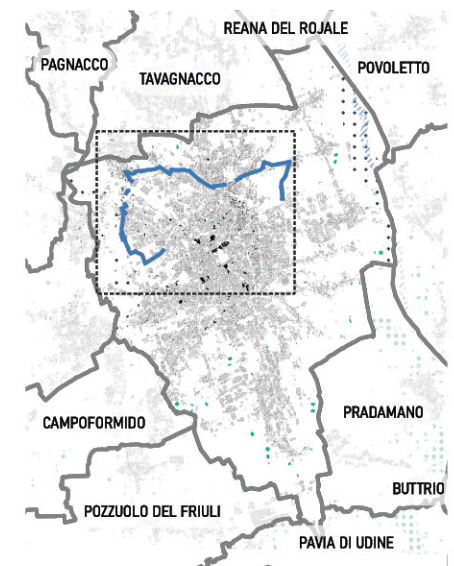 REANA DEL ROJALE
PAGNACCO
POVOLETTO
TAVAGNACCO
CAMPOFORMIDO
PRADAMANO
BUTTRIO
POZZUOLO DEL FRIULI
PAVIA DI UDINE